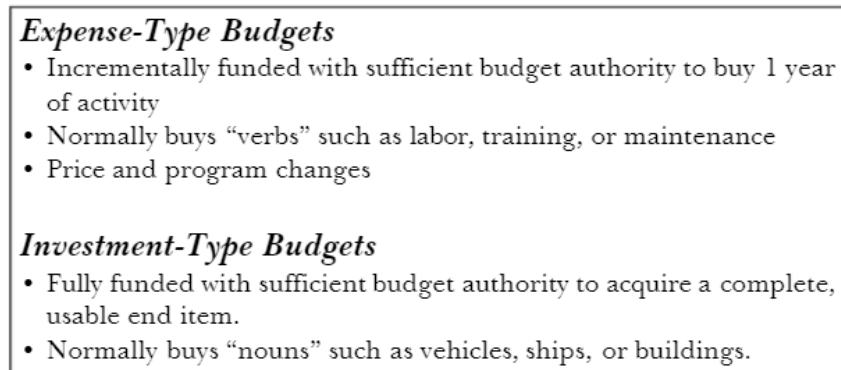 Expense-Type Budgets
• Incrementally funded with sufficient budget authority to buy 1 year
of activity
• Normally buys “verbs” such as labor, training, or maintenance
• Price and program changes
Investment-Type Budgets
• Fully funded with sufficient budget authority to acquire a complete,
usable end item.
• Normally buys “nouns” such as vehicles, ships, or buildings.